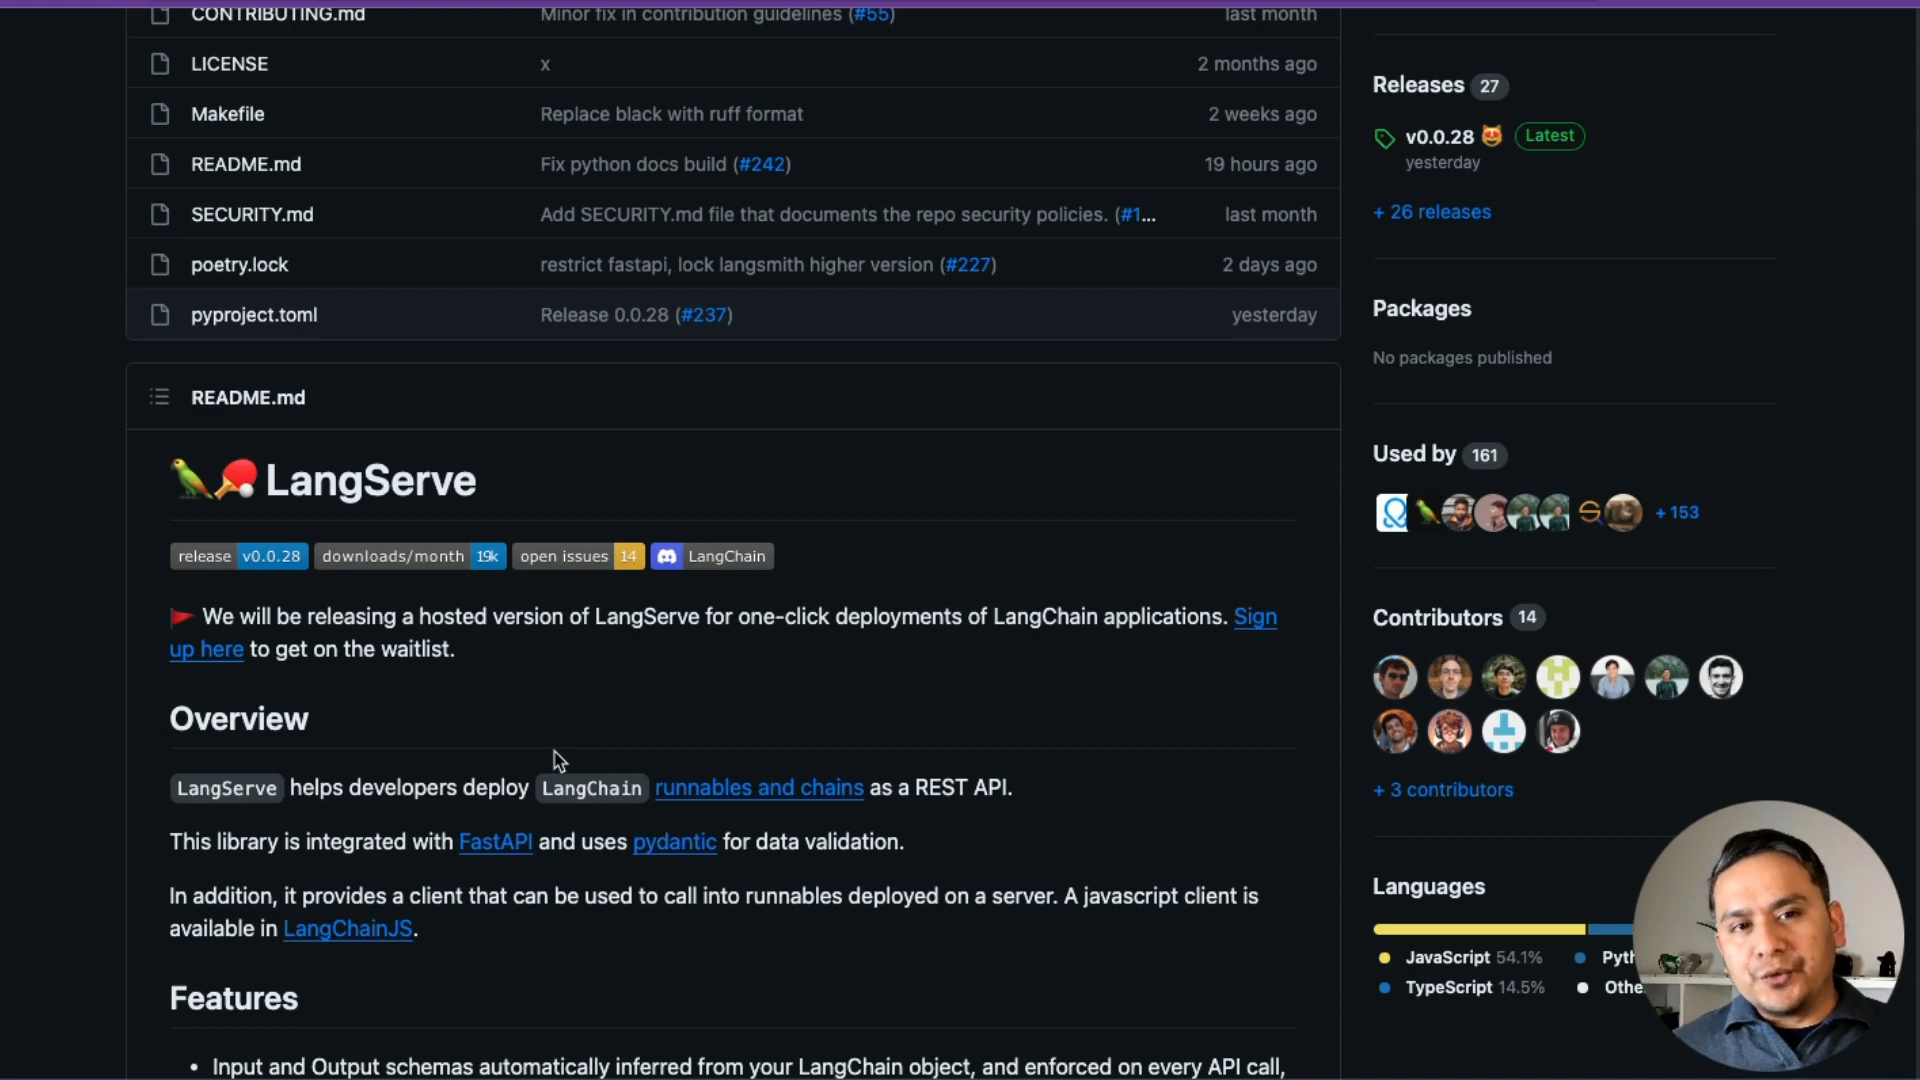 CONTRIBUTING.md Minor fix in contribution guidelines (#55) last month
LICENSE x 2 months ago
Makefile Replace black with ruff format 2 weeks ago
README.md Fix python docs build (#242) 19 hours ago
SECURITY.md Add SECURITY.md file that documents the repo security policies. (#1... last month
poetry.lock restrict fastapi, lock langsmith higher version (#227) 2 days ago
pyproject.toml Release 0.0.28 (#237) yesterday
README.md
LangServe
release v0.0.28 downloads/month 19k open issues 14 LangChain
We will be releasing a hosted version of LangServe for one-click deployments of LangChain applications. Sign
up here to get on the waitlist.
Overview
LangServe helps developers deploy LangChain runnables and chains as a REST API.
This library is integrated with FastAPI and uses pydantic for data validation.
In addition, it provides a client that can be used to call into runnables deployed on a server. A javascript client is
available in LangChainJS.
Features
• Input and Output schemas automatically inferred from your LangChain object, and enforced on every API call,
Releases 27
v0.0.28 Latest
yesterday
+ 26 releases
Packages
No packages published
Used by 161
+ 153
Contributors 14
+ 3 contributors
Languages
JavaScript 54.1% Pyth
TypeScript 14.5% Othe